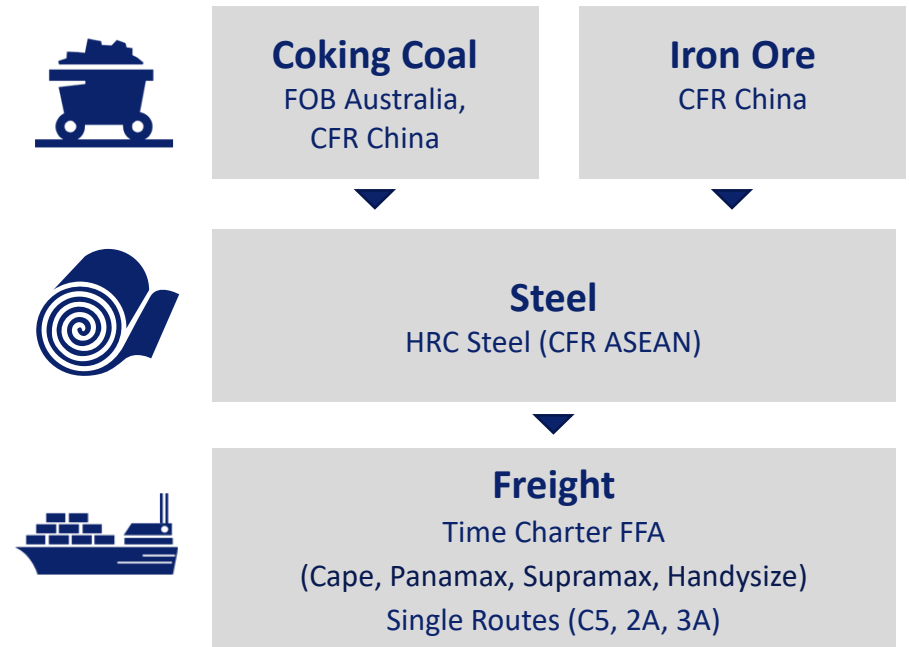 Coking Coal
FOB Australia,
CFR China
Iron Ore
CFR China
Steel
HRC Steel (CFR ASEAN)
Freight
Time Charter FFA
(Cape, Panamax, Supramax, Handysize)
Single Routes (C5, 2A, 3A)